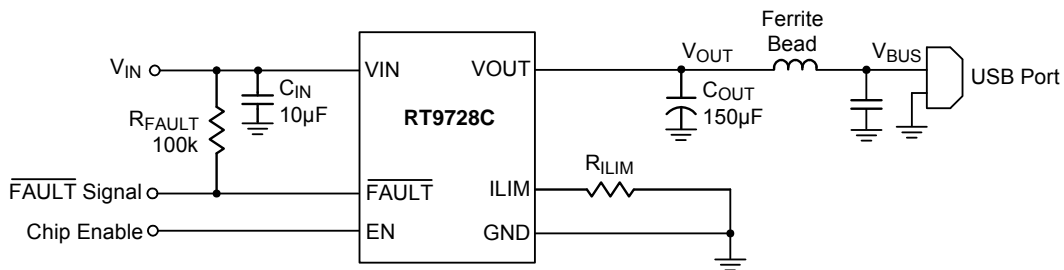 Ferrite
Bead
VIN
VIN
VOUT
VOUT
VBUS
USB Port
CIN
10µF
COUT
150µF
RFAULT
100k
RT9728C
RILIM
FAULT Signal
FAULT
ILIM
Chip Enable
EN
GND